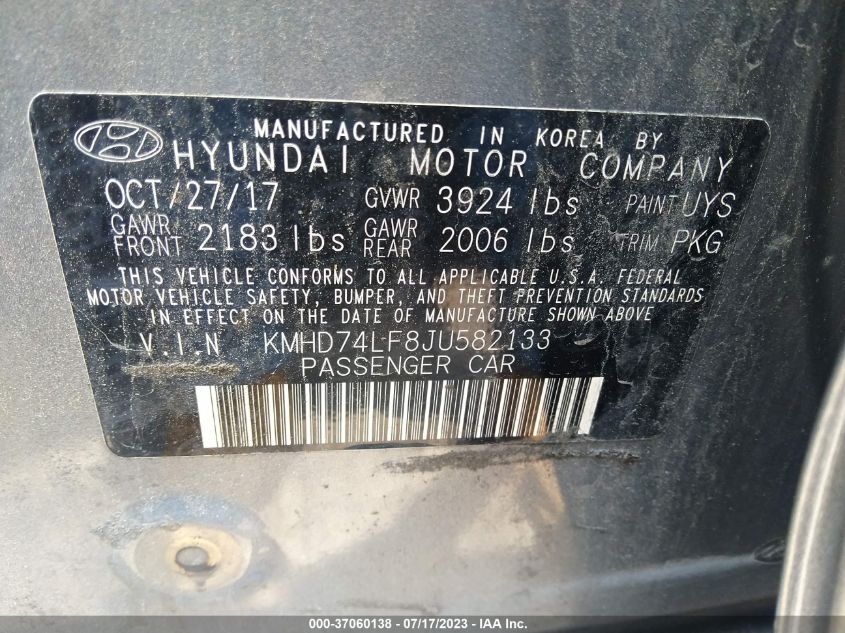 MANUFACTURED IN KOREA BY
HYUNDAI MOTOR COMPANY
OCT/27/17 GVWR 3924 lbs PAINT UYS
GAWR FRONT 2183 lbs GAWR REAR 2006 lbs TRIM PKG
THIS VEHICLE CONFORMS TO ALL APPLICABLE U.S.A. FEDERAL
MOTOR VEHICLE SAFETY, BUMPER, AND THEFT PREVENTION STANDARDS
IN EFFECT ON THE DATE OF MANUFACTURE SHOWN ABOVE
V.I.N KMHD74LF8JU582133
PASSENGER CAR
000-37060138 - 07/17/2023 - IAA Inc.